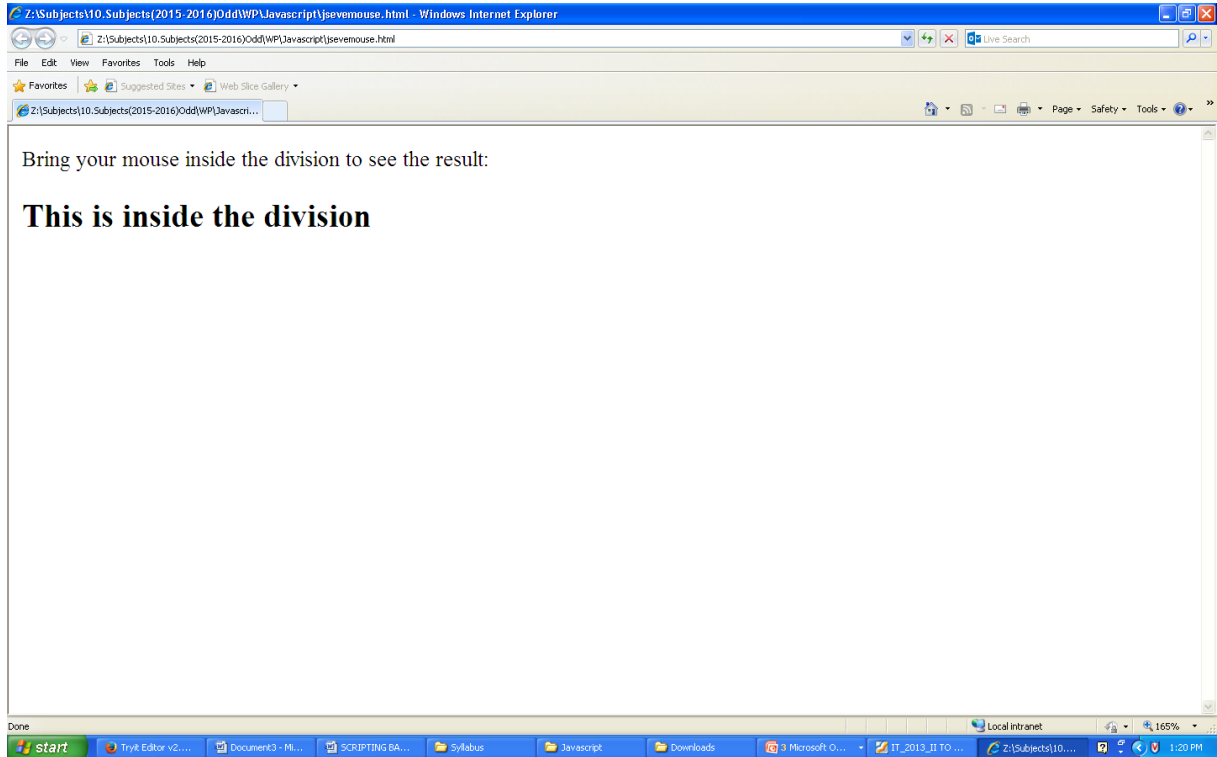 Z:\Subjects\10.Subjects(2015-2016)Odd\WP\Javascript\jsevemouse.html - Windows Internet Explorer
Z:\Subjects\10.Subjects(2015-2016)Odd\WP\Javascript\jsevemouse.html Live Search
File Edit View Favorites Tools Help
Favorites Suggested Sites Web Slice Gallery
Z:\Subjects\10.Subjects(2015-2016)Odd\WP\Javascri... Page Safety Tools »
Bring your mouse inside the division to see the result:
This is inside the division
Done Local intranet 165%
start Tryit Editor v2.... Document3 - Mi... SCRIPTING BA... Syllabus Javascript Downloads 3 Microsoft O... IT_2013_II TO ... Z:\Subjects\10.... 1:20 PM